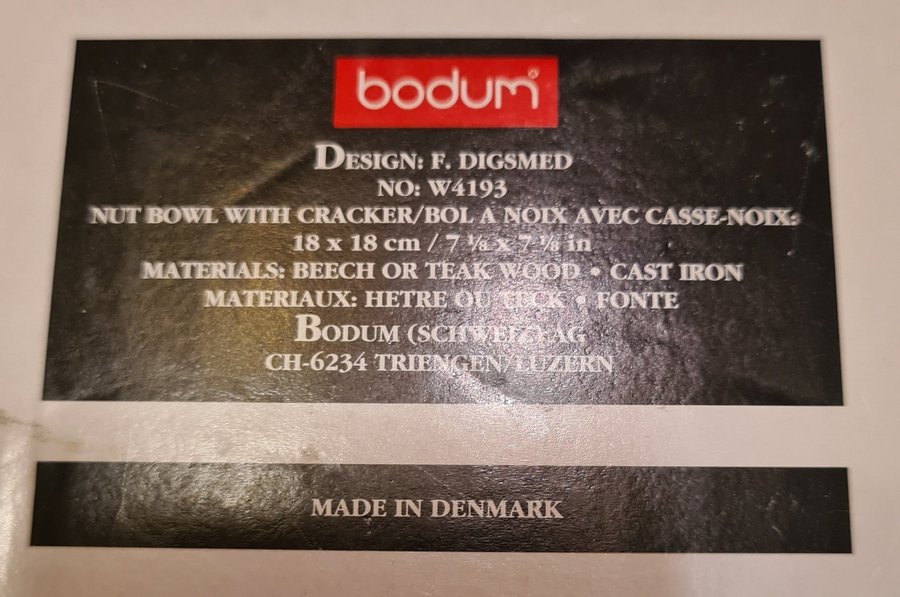 bodum®
DESIGN: F. DIGSMED
NO: W4193
NUT BOWL WITH CRACKER/BOL A NOIX AVEC CASSE-NOIX:
18 x 18 cm / 7 ⅛ x 7 ⅛ in
MATERIALS: BEECH OR TEAK WOOD • CAST IRON
MATERIAUX: HETRE OU TECK • FONTE
BODUM (SCHWEIZ) AG
CH-6234 TRIENGEN/LUZERN
MADE IN DENMARK